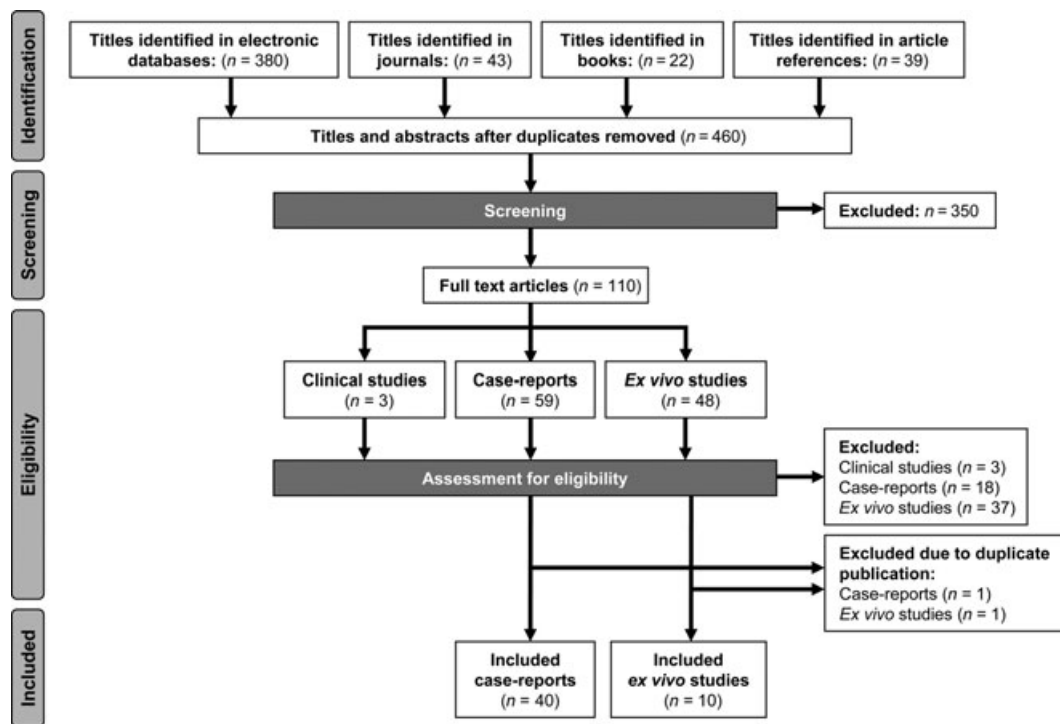 Identification
Titles identified in electronic
databases: (n = 380)
Titles identified in
journals: (n = 43)
Titles identified in
books: (n = 22)
Titles identified in article
references: (n = 39)
Titles and abstracts after duplicates removed (n = 460)
Screening
Screening
Excluded: n = 350
Full text articles (n = 110)
Eligibility
Clinical studies
(n = 3)
Case-reports
(n = 59)
Ex vivo studies
(n = 48)
Assessment for eligibility
Excluded:
Clinical studies (n = 3)
Case-reports (n = 18)
Ex vivo studies (n = 37)
Excluded due to duplicate
publication:
Case-reports (n = 1)
Ex vivo studies (n = 1)
Included
Included
case-reports
(n = 40)
Included
ex vivo studies
(n = 10)